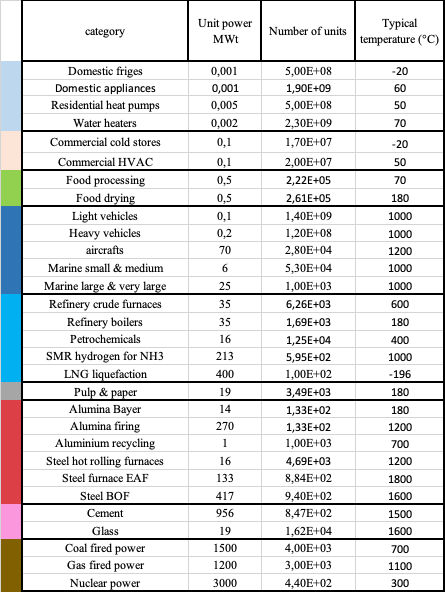 category Unit power MWt Number of units Typical temperature (°C)
Domestic friges 0,001 5,00E+08 -20
Domestic appliances 0,001 1,90E+09 60
Residential heat pumps 0,005 5,00E+08 50
Water heaters 0,002 2,30E+09 70
Commercial cold stores 0,1 1,70E+07 -20
Commercial HVAC 0,1 2,00E+07 50
Food processing 0,5 2,22E+05 70
Food drying 0,5 2,61E+05 180
Light vehicles 0,1 1,40E+09 1000
Heavy vehicles 0,2 1,20E+08 1000
aircrafts 70 2,80E+04 1200
Marine small & medium 6 5,30E+04 1000
Marine large & very large 25 1,00E+03 1000
Refinery crude furnaces 35 6,26E+03 600
Refinery boilers 35 1,69E+03 180
Petrochemicals 16 1,25E+04 400
SMR hydrogen for NH3 213 5,95E+02 1000
LNG liquefaction 400 1,00E+02 -196
Pulp & paper 19 3,49E+03 180
Alumina Bayer 14 1,33E+02 180
Alumina firing 270 1,33E+02 1200
Aluminium recycling 1 1,00E+03 700
Steel hot rolling furnaces 16 4,69E+03 1200
Steel furnace EAF 133 8,84E+02 1800
Steel BOF 417 9,40E+02 1600
Cement 956 8,47E+02 1500
Glass 19 1,62E+04 1600
Coal fired power 1500 4,00E+03 700
Gas fired power 1200 3,00E+03 1100
Nuclear power 3000 4,40E+02 300